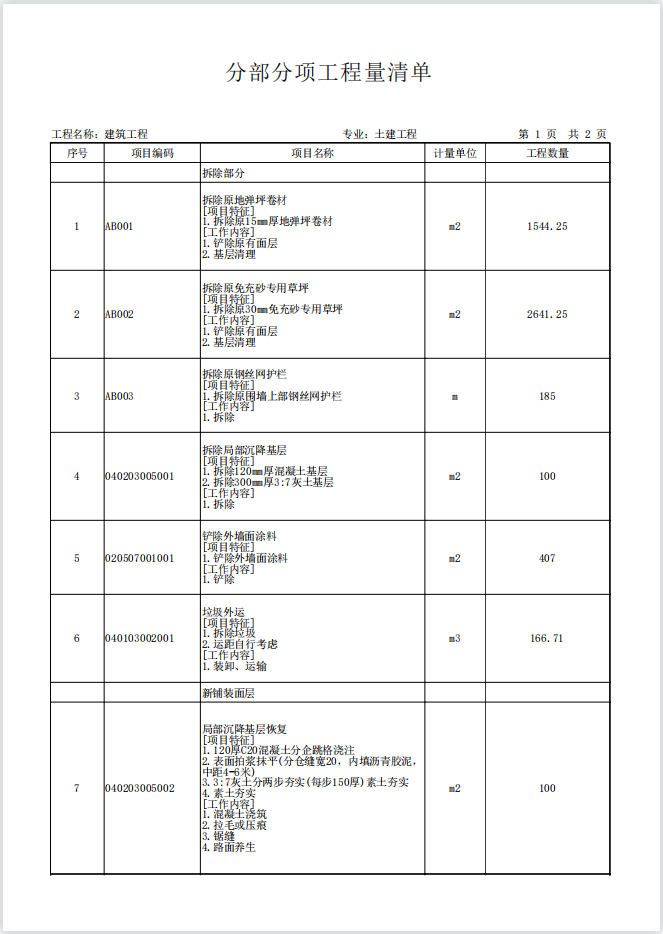 分部分项工程量清单
工程名称：建筑工程 专业：土建工程 第 1 页 共 2 页
序号 项目编码 项目名称 计量单位 工程数量
拆除部分
1 AB001 拆除原地弹坪卷材
[项目特征]
1.拆除原15mm厚地弹坪卷材
[工作内容]
1.铲除原有面层
2.基层清理 m2 1544.25
2 AB002 拆除原免充砂专用草坪
[项目特征]
1.拆除原30mm免充砂专用草坪
[工作内容]
1.铲除原有面层
2.基层清理 m2 2641.25
3 AB003 拆除原钢丝网护栏
[项目特征]
1.拆除原围墙上部钢丝网护栏
[工作内容]
1.拆除 m 185
4 040203005001 拆除局部沉降基层
[项目特征]
1.拆除120mm厚混凝土基层
2.拆除300mm厚3:7灰土基层
[工作内容]
1.拆除 m2 100
5 020507001001 铲除外墙面涂料
[项目特征]
1.铲除外墙面涂料
[工作内容]
1.铲除 m2 407
6 040103002001 垃圾外运
[项目特征]
1.拆除垃圾
2.运距自行考虑
[工作内容]
1.装卸、运输 m3 166.71
新铺装面层
7 040203005002 局部沉降基层恢复
[项目特征]
1.120厚C20混凝土分仓跳格浇注
2.表面拍浆抹平(分仓缝宽20，内填沥青胶泥，
中距4-6米)
3.3:7灰土分两步夯实(每步150厚)素土夯实
4.素土夯实
[工作内容]
1.混凝土浇筑
2.拉毛或压痕
3.锯缝
4.路面养生 m2 100